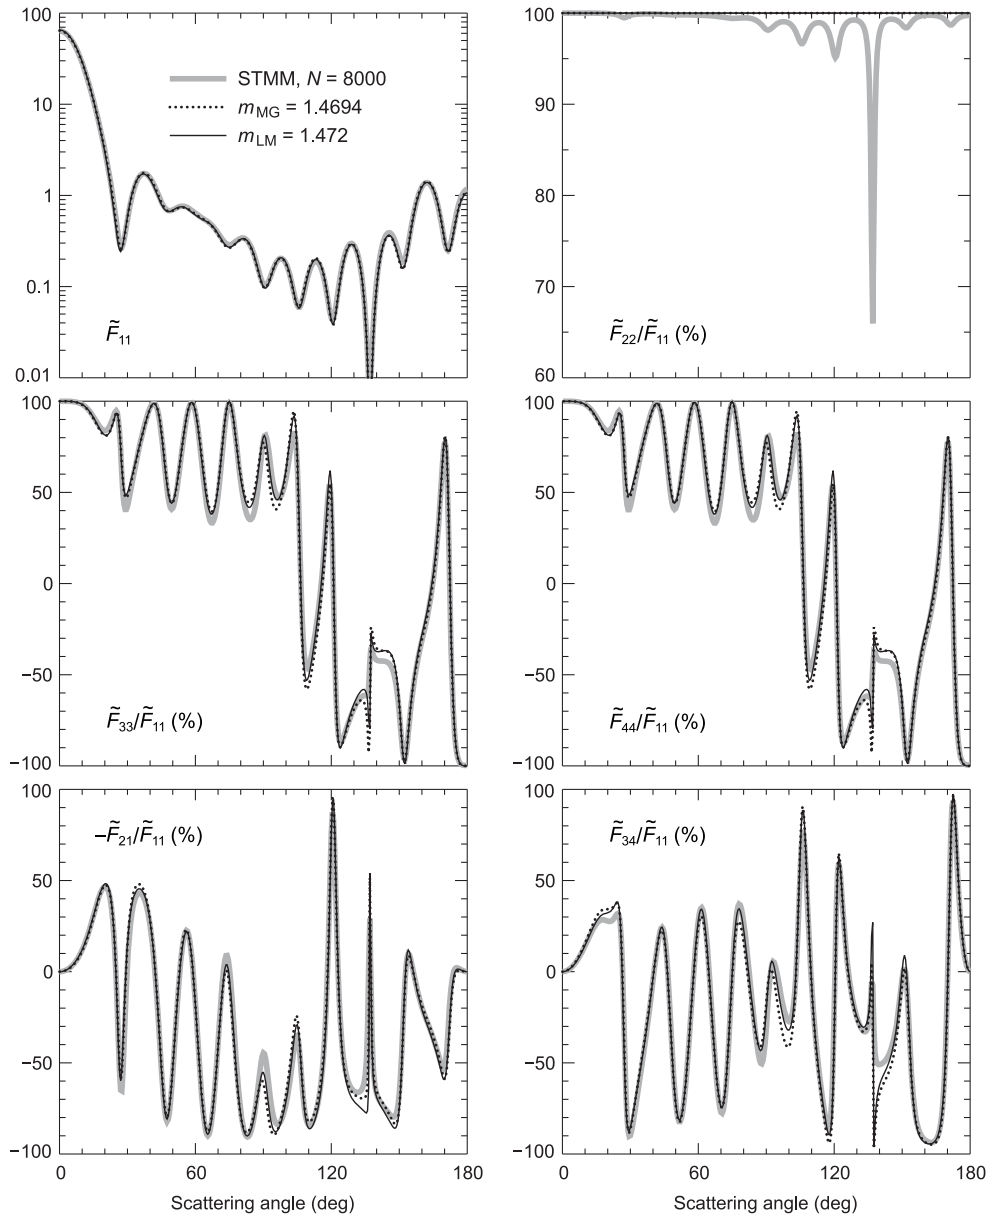 100
10
1
0.1
0.01
STMM, N = 8000
m_MG = 1.4694
m_LM = 1.472
F̃₁₁
100
90
80
70
60
F̃₂₂/F̃₁₁ (%)
100
50
0
−50
−100
F̃₃₃/F̃₁₁ (%)
100
50
0
−50
−100
F̃₄₄/F̃₁₁ (%)
100
50
0
−50
−100
−F̃₂₁/F̃₁₁ (%)
0 60 120 180
Scattering angle (deg)
100
50
0
−50
−100
F̃₃₄/F̃₁₁ (%)
0 60 120 180
Scattering angle (deg)